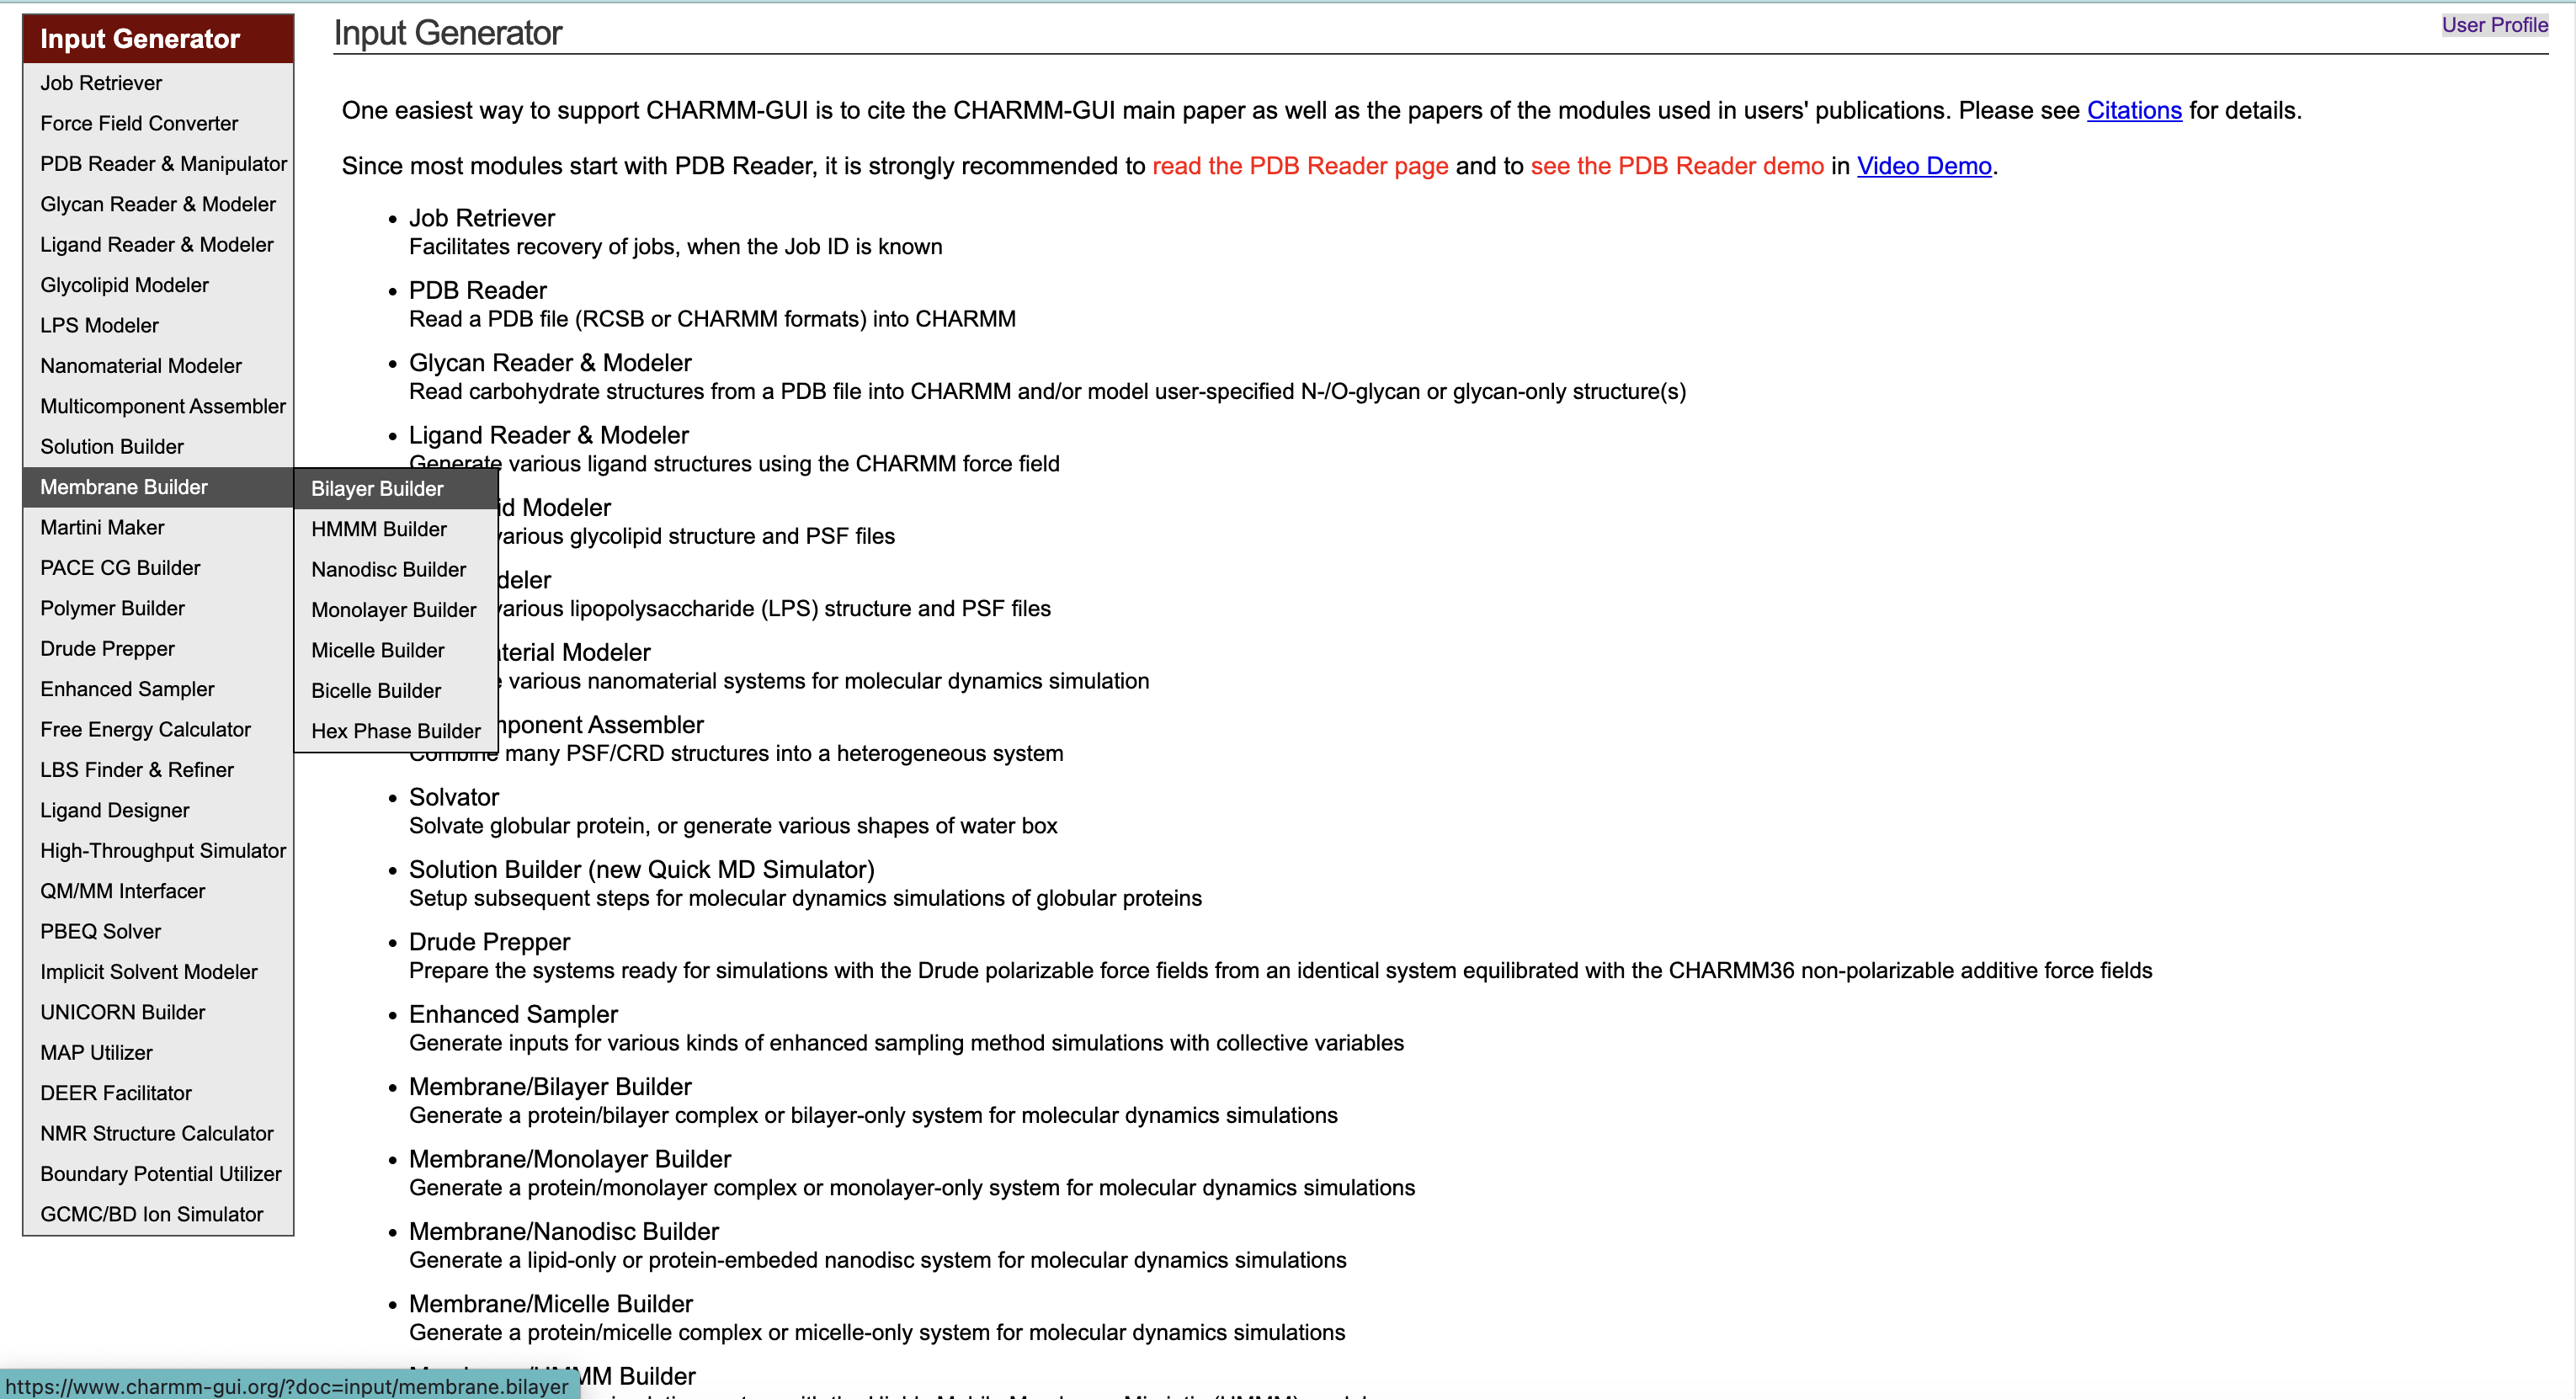 Input Generator
Job Retriever
Force Field Converter
PDB Reader & Manipulator
Glycan Reader & Modeler
Ligand Reader & Modeler
Glycolipid Modeler
LPS Modeler
Nanomaterial Modeler
Multicomponent Assembler
Solution Builder
Membrane Builder
Martini Maker
PACE CG Builder
Polymer Builder
Drude Prepper
Enhanced Sampler
Free Energy Calculator
LBS Finder & Refiner
Ligand Designer
High-Throughput Simulator
QM/MM Interfacer
PBEQ Solver
Implicit Solvent Modeler
UNICORN Builder
MAP Utilizer
DEER Facilitator
NMR Structure Calculator
Boundary Potential Utilizer
GCMC/BD Ion Simulator
Bilayer Builder
HMMM Builder
Nanodisc Builder
Monolayer Builder
Micelle Builder
Bicelle Builder
Hex Phase Builder
Input Generator
User Profile
One easiest way to support CHARMM-GUI is to cite the CHARMM-GUI main paper as well as the papers of the modules used in users' publications. Please see Citations for details.
Since most modules start with PDB Reader, it is strongly recommended to read the PDB Reader page and to see the PDB Reader demo in Video Demo.
• Job Retriever
Facilitates recovery of jobs, when the Job ID is known
• PDB Reader
Read a PDB file (RCSB or CHARMM formats) into CHARMM
• Glycan Reader & Modeler
Read carbohydrate structures from a PDB file into CHARMM and/or model user-specified N-/O-glycan or glycan-only structure(s)
• Ligand Reader & Modeler
Generate various ligand structures using the CHARMM force field
Modeler
various glycolipid structure and PSF files
various lipopolysaccharide (LPS) structure and PSF files
Modeler
various nanomaterial systems for molecular dynamics simulation
Assembler
Combine many PSF/CRD structures into a heterogeneous system
• Solvator
Solvate globular protein, or generate various shapes of water box
• Solution Builder (new Quick MD Simulator)
Setup subsequent steps for molecular dynamics simulations of globular proteins
• Drude Prepper
Prepare the systems ready for simulations with the Drude polarizable force fields from an identical system equilibrated with the CHARMM36 non-polarizable additive force fields
• Enhanced Sampler
Generate inputs for various kinds of enhanced sampling method simulations with collective variables
• Membrane/Bilayer Builder
Generate a protein/bilayer complex or bilayer-only system for molecular dynamics simulations
• Membrane/Monolayer Builder
Generate a protein/monolayer complex or monolayer-only system for molecular dynamics simulations
• Membrane/Nanodisc Builder
Generate a lipid-only or protein-embeded nanodisc system for molecular dynamics simulations
• Membrane/Micelle Builder
Generate a protein/micelle complex or micelle-only system for molecular dynamics simulations
Builder
https://www.charmm-gui.org/?doc=input/membrane.bilayer